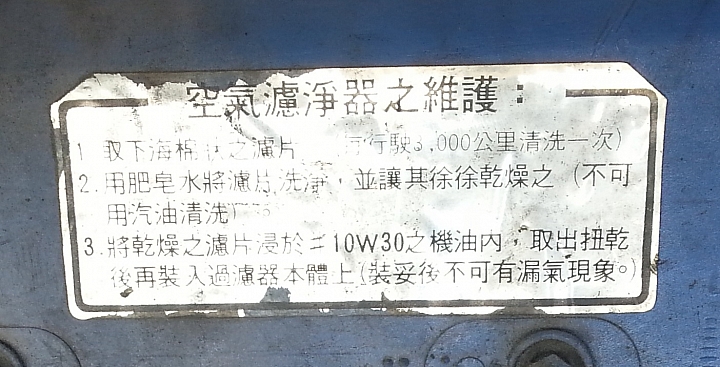 空氣濾淨器之維護：
1. 取下海棉狀之濾片 行駛3,000公里清洗一次)
2. 用肥皂水將濾片洗淨，並讓其徐徐乾燥之 (不可
用汽油清洗)
3. 將乾燥之濾片浸於 10W30之機油內，取出扭乾
後再裝入過濾器本體上(裝妥後不可有漏氣現象。)